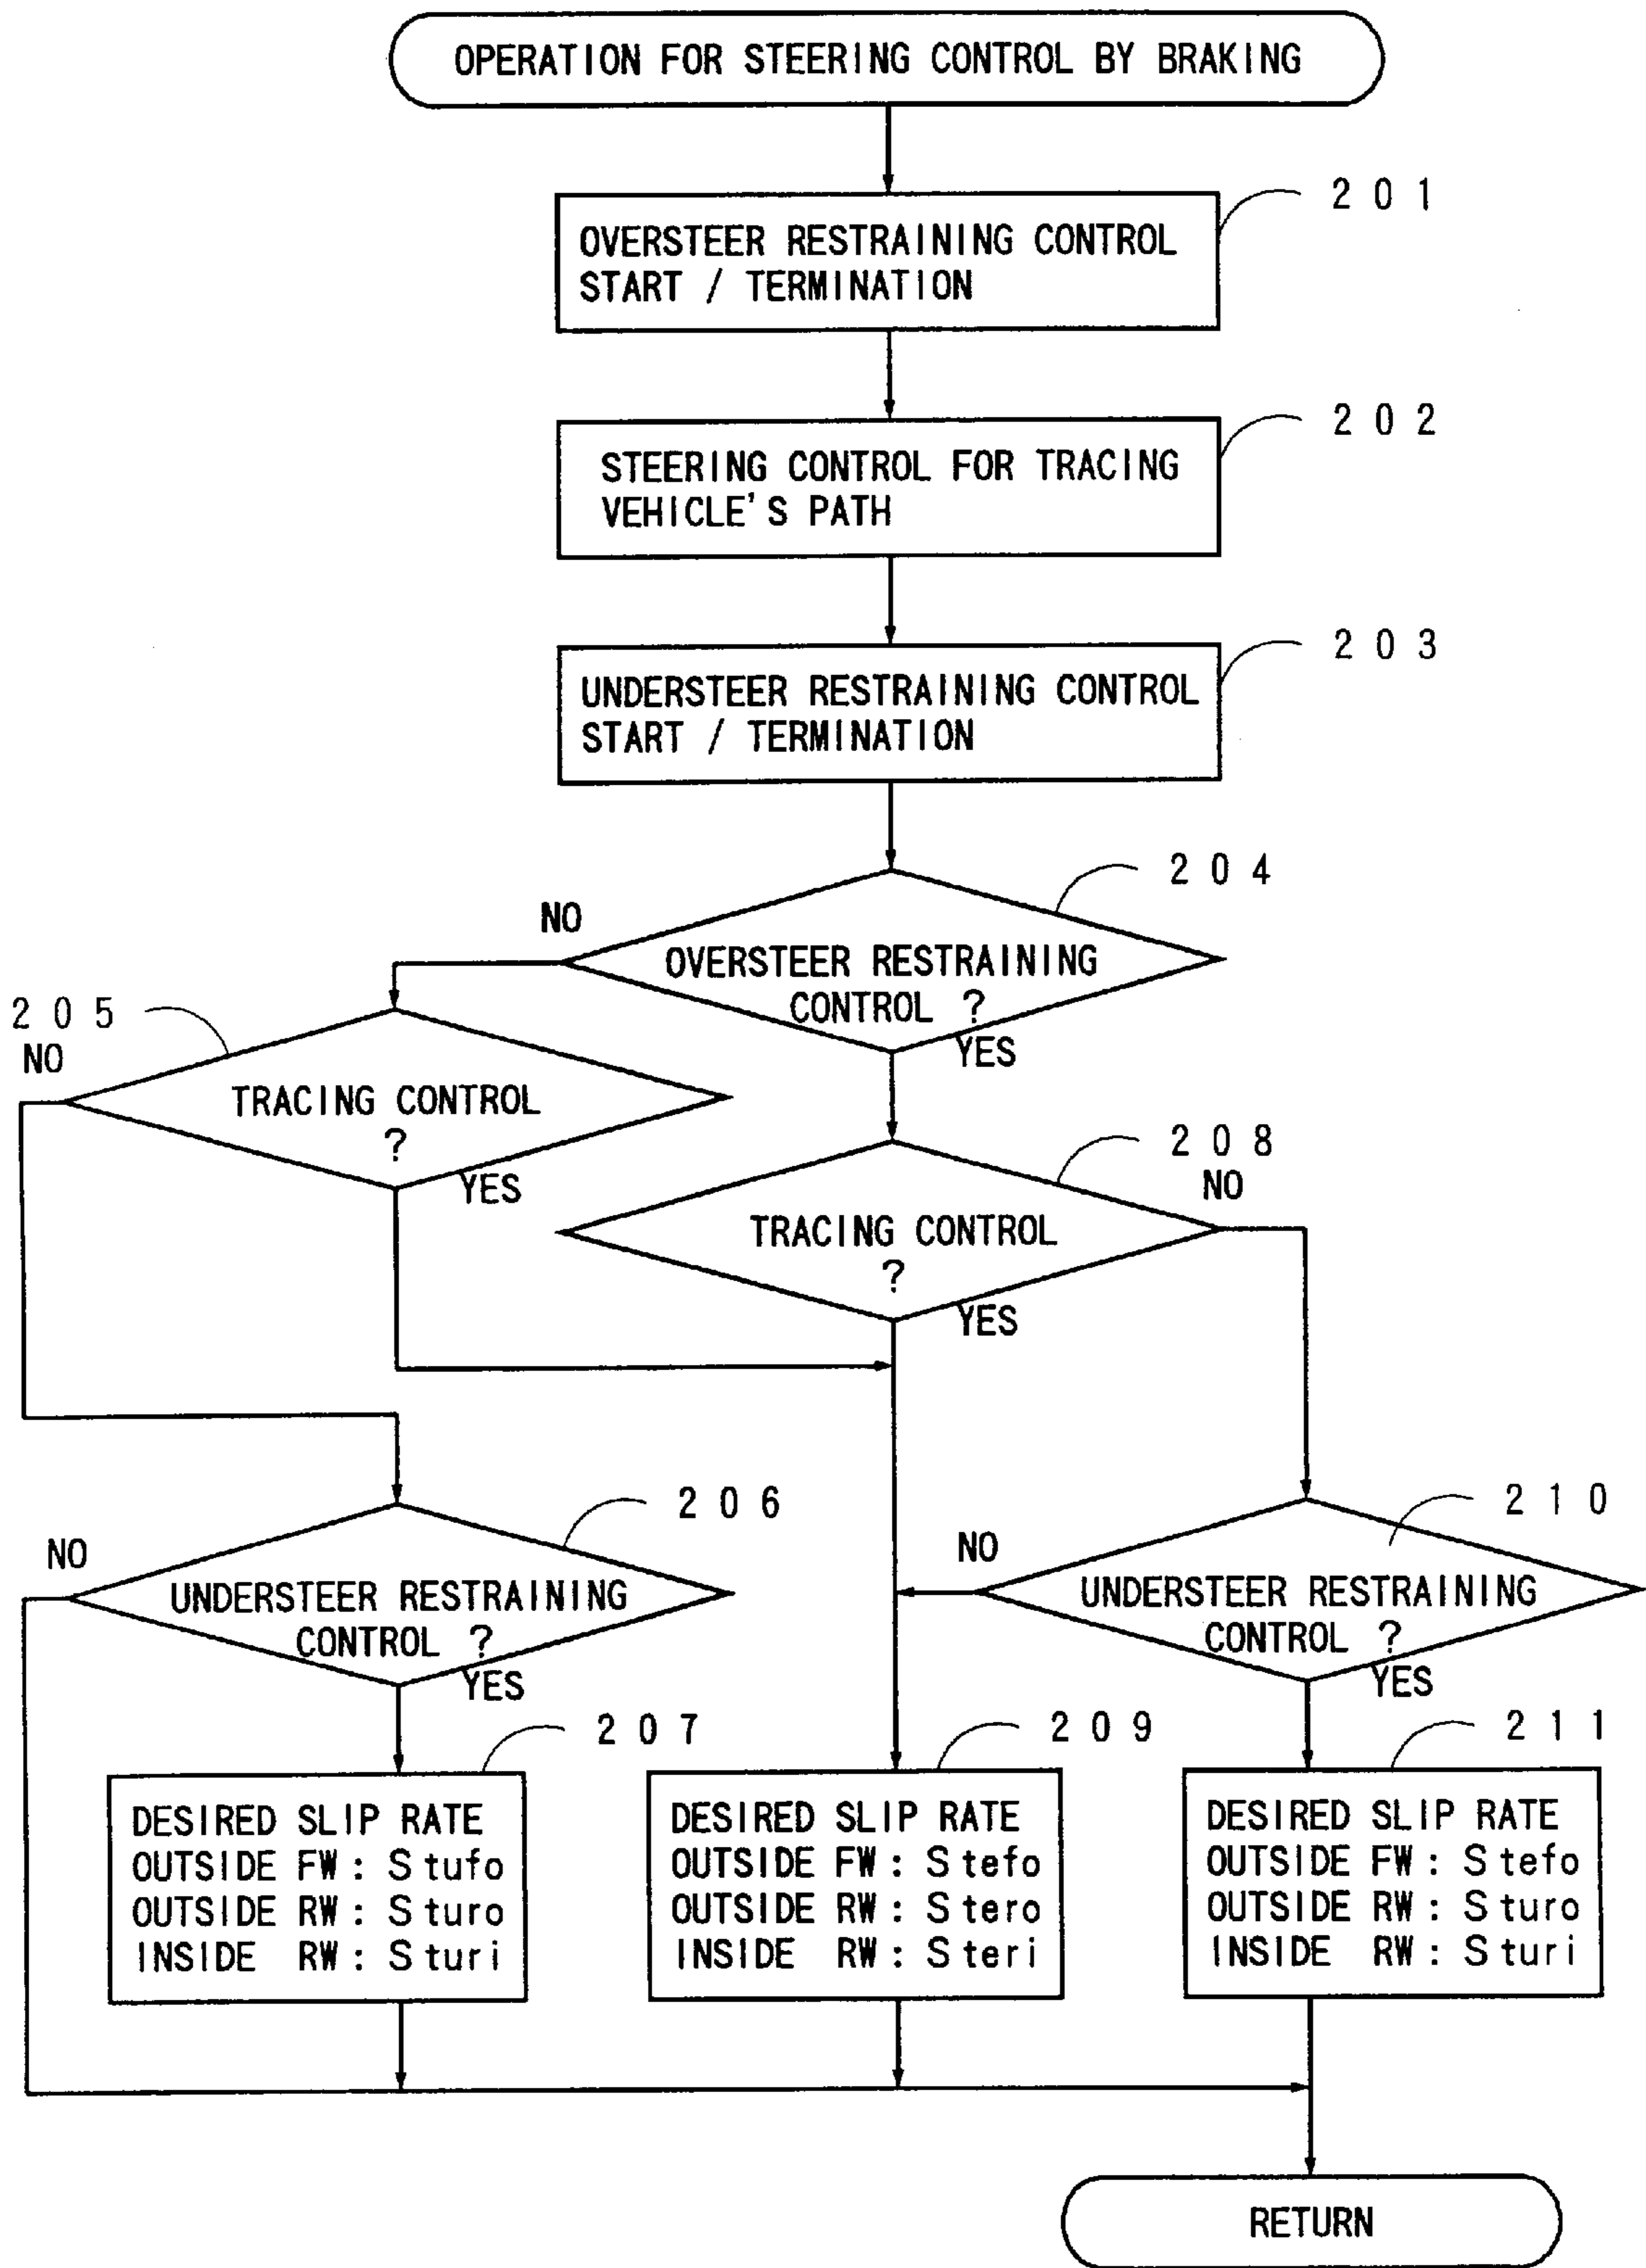 OPERATION FOR STEERING CONTROL BY BRAKING
201
OVERSTEER RESTRAINING CONTROL
START / TERMINATION
202
STEERING CONTROL FOR TRACING
VEHICLE'S PATH
203
UNDERSTEER RESTRAINING CONTROL
START / TERMINATION
204
NO
OVERSTEER RESTRAINING
CONTROL ?
YES
205
NO
TRACING CONTROL
?
YES
208
NO
TRACING CONTROL
?
YES
206
NO
UNDERSTEER RESTRAINING
CONTROL ?
YES
210
NO
UNDERSTEER RESTRAINING
CONTROL ?
YES
207
DESIRED SLIP RATE
OUTSIDE FW: Stufo
OUTSIDE RW: Sturo
INSIDE RW: Sturi
209
DESIRED SLIP RATE
OUTSIDE FW: Stefo
OUTSIDE RW: Stero
INSIDE RW: Steri
211
DESIRED SLIP RATE
OUTSIDE FW: Stefo
OUTSIDE RW: Sturo
INSIDE RW: Sturi
RETURN